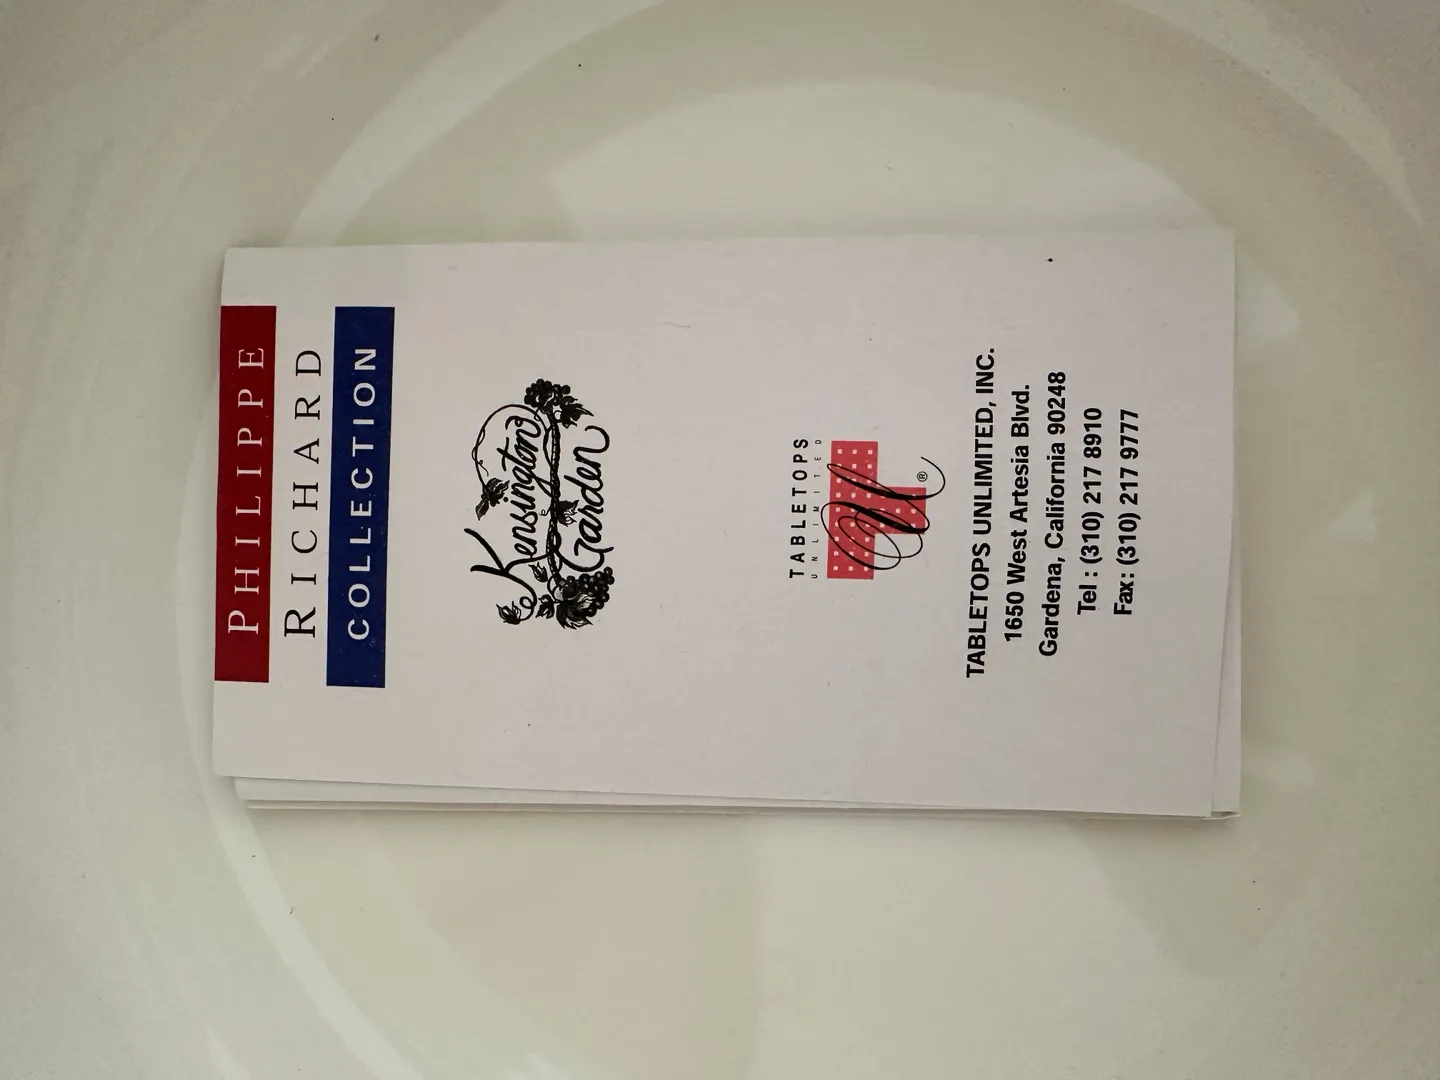 PHILIPPE
RICHARD
COLLECTION
Kensington
Garden
TABLETOPS
UNLIMITED
TU®
TABLETOPS UNLIMITED, INC.
1650 West Artesia Blvd.
Gardena, California 90248
Tel : (310) 217 8910
Fax: (310) 217 9777